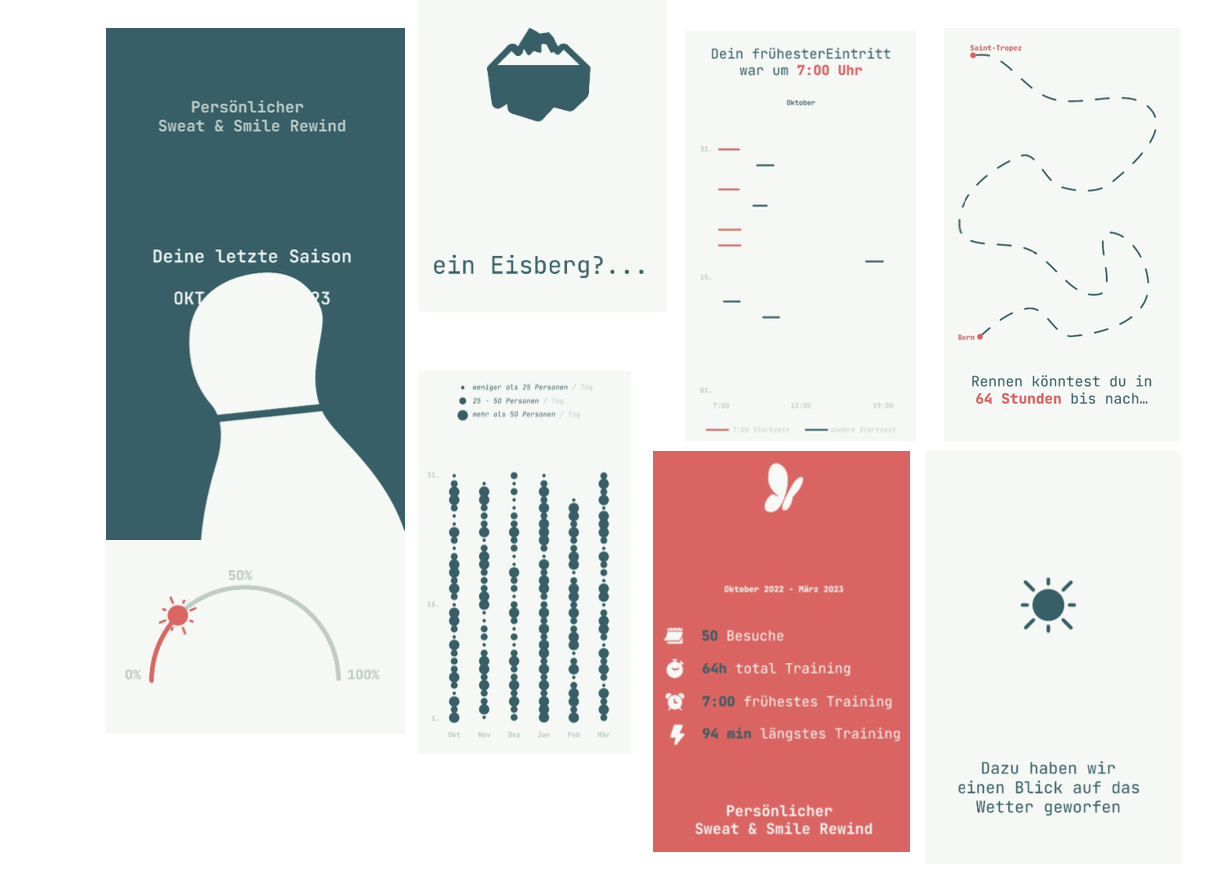 Persönlicher
Sweat & Smile Rewind
Deine letzte Saison
OKT 23
50%
0%
100%
ein Eisberg?...
weniger als 25 Personen / Tag
25 - 50 Personen / Tag
mehr als 50 Personen / Tag
31.
15.
1.
Okt Nov Dez Jan Feb Mär
Dein frühesterEintritt
war um 7:00 Uhr
Oktober
31.
15.
01.
7:00 13:00 19:00
7:00 Startzeit andere Startzeit
Saint-Tropez
Bern
Rennen könntest du in
64 Stunden bis nach…
Oktober 2022 - März 2023
50 Besuche
64h total Training
7:00 frühestes Training
94 min längstes Training
Persönlicher
Sweat & Smile Rewind
Dazu haben wir
einen Blick auf das
Wetter geworfen